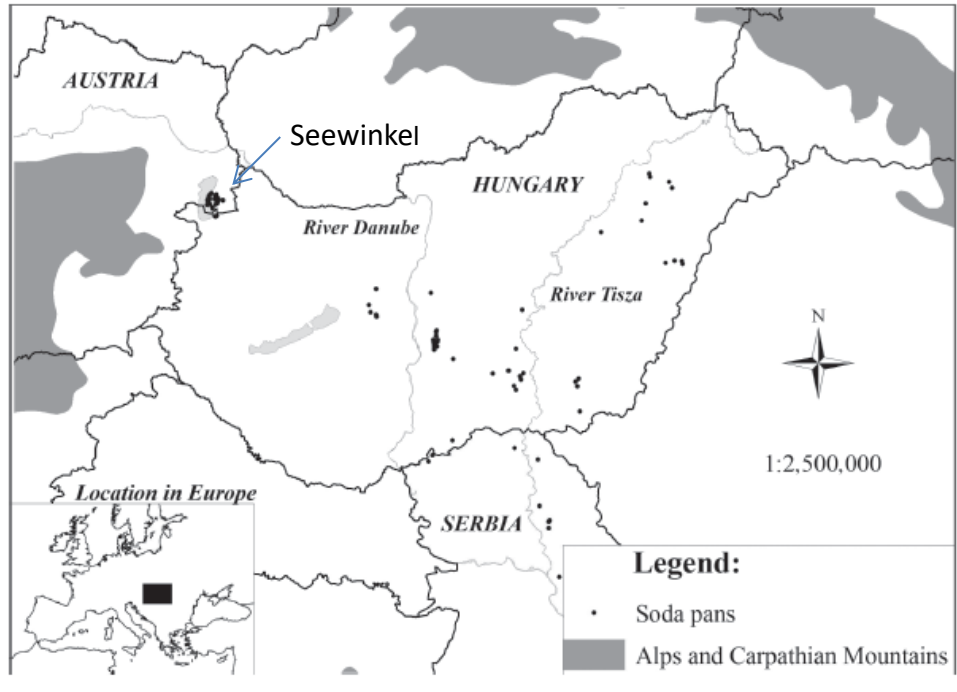 AUSTRIA
Seewinkel
HUNGARY
River Danube
River Tisza
N
1:2,500,000
Location in Europe
SERBIA
Legend:
Soda pans
Alps and Carpathian Mountains